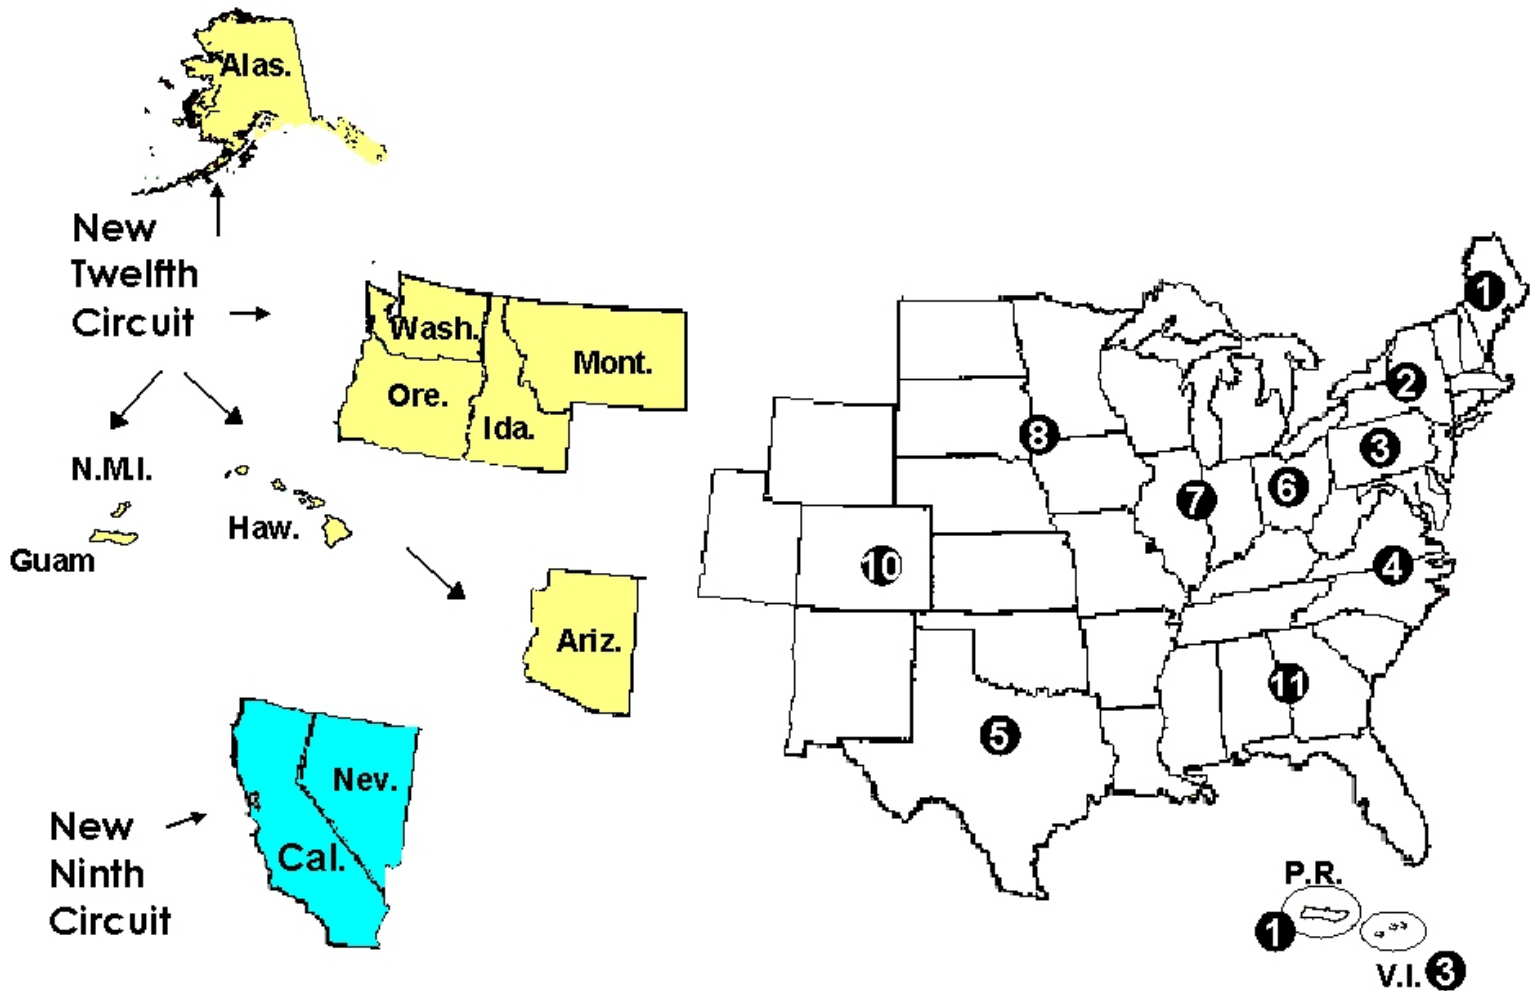 Alas.
New
Twelfth
Circuit
Wash.
Mont.
Ore.
Ida.
N.M.I.
Haw.
Guam
Ariz.
New
Ninth
Circuit
Nev.
Cal.
1
2
8
3
6
7
10
4
11
5
P.R.
1
V.I. 3